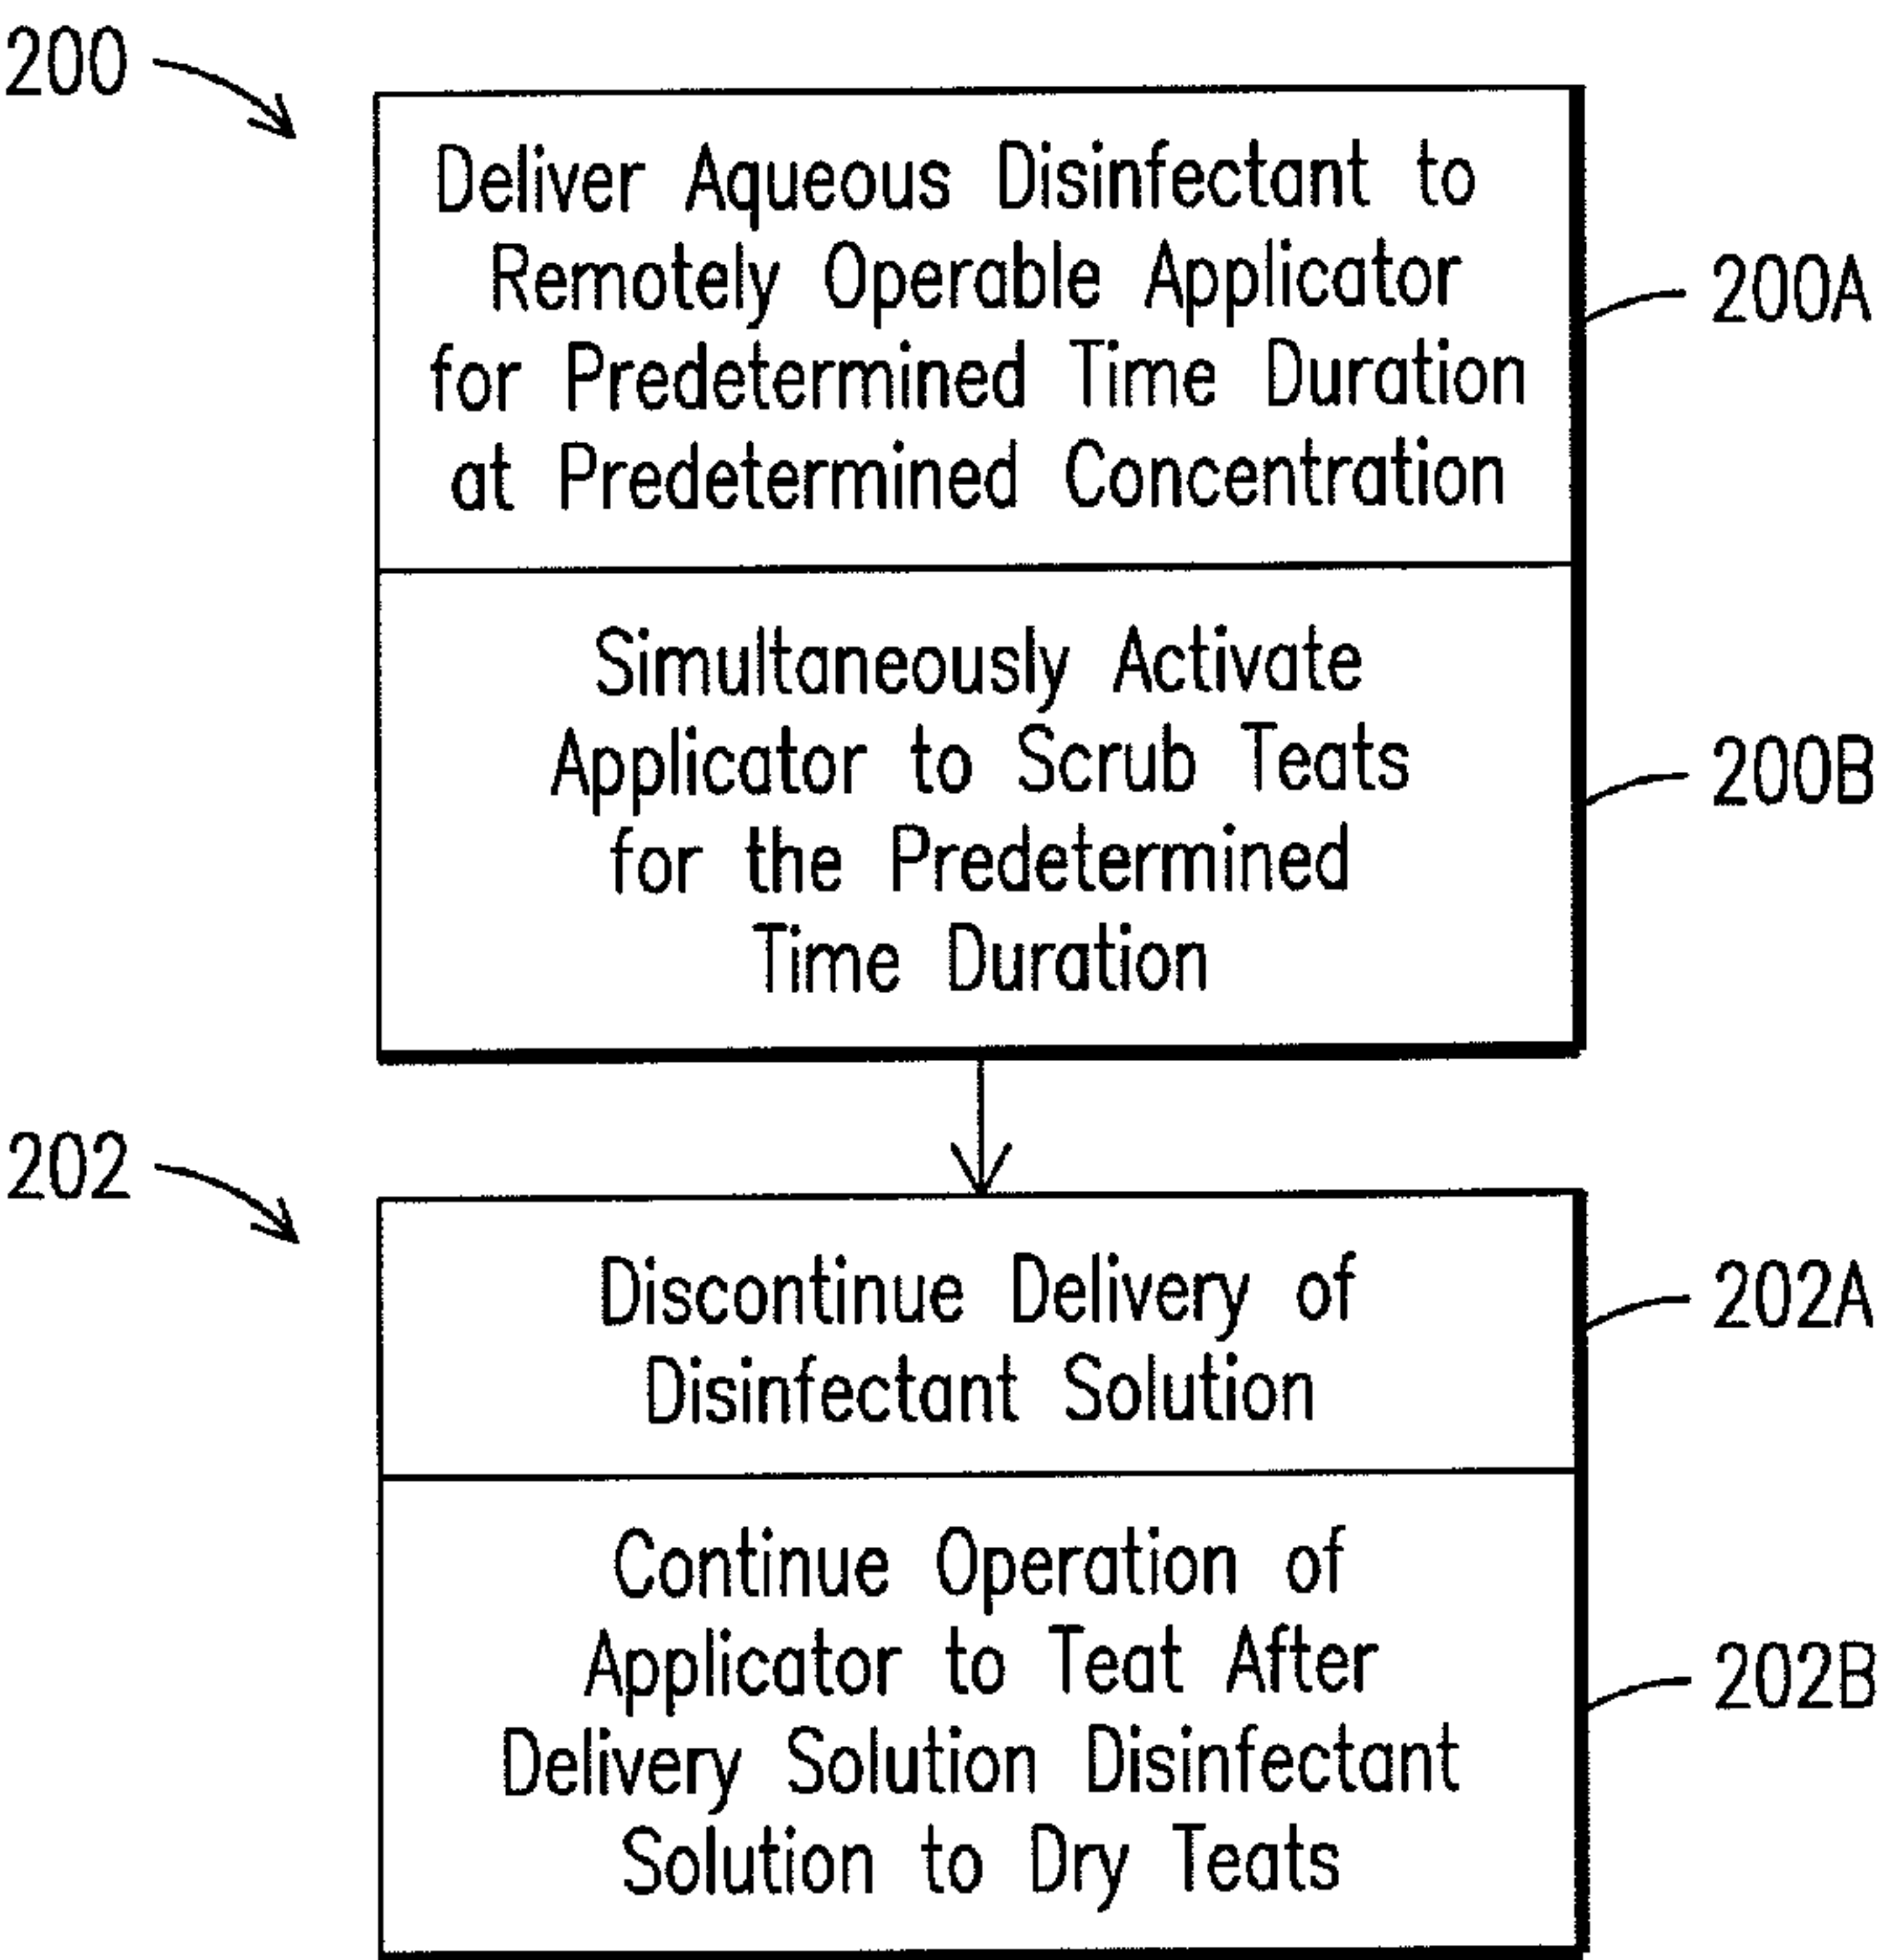 200
Deliver Aqueous Disinfectant to
Remotely Operable Applicator
for Predetermined Time Duration
at Predetermined Concentration
200A
Simultaneously Activate
Applicator to Scrub Teats
for the Predetermined
Time Duration
200B
202
Discontinue Delivery of
Disinfectant Solution
202A
Continue Operation of
Applicator to Teat After
Delivery Solution Disinfectant
Solution to Dry Teats
202B